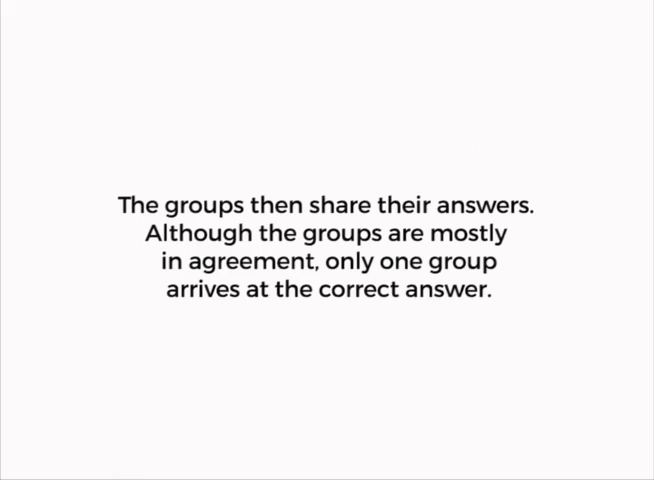 The groups then share their answers.
Although the groups are mostly
in agreement, only one group
arrives at the correct answer.